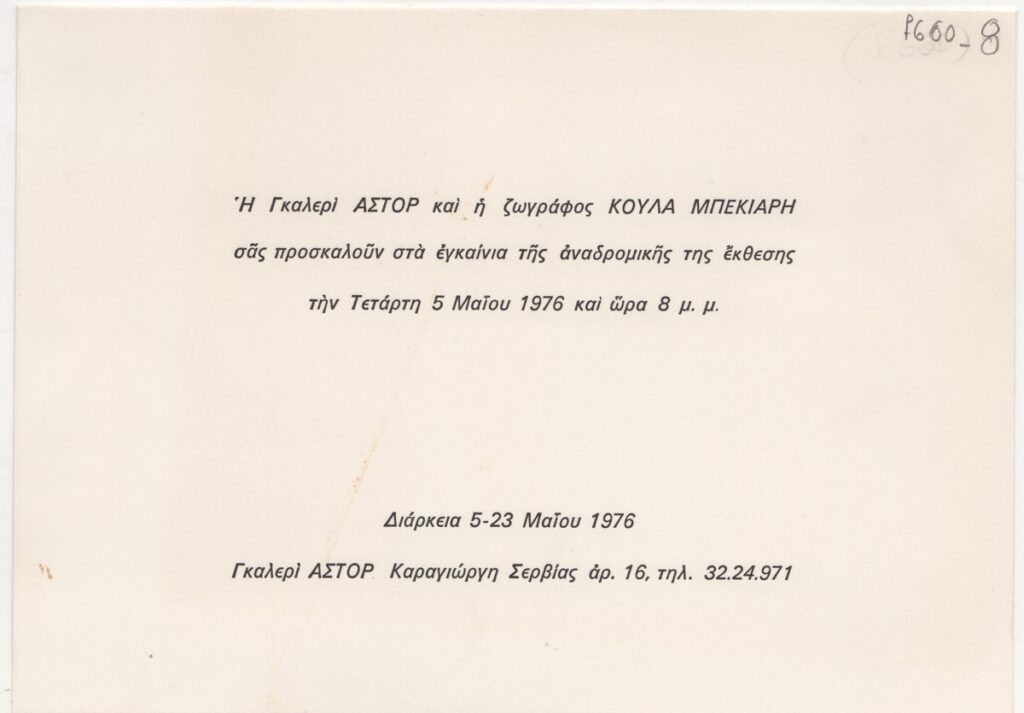 Ρ660-8
Ἡ Γκαλερὶ ΑΣΤΟΡ καὶ ἡ ζωγράφος ΚΟΥΛΑ ΜΠΕΚΙΑΡΗ
σᾶς προσκαλοῦν στὰ ἐγκαίνια τῆς ἀναδρομικῆς της ἔκθεσης
τὴν Τετάρτη 5 Μαΐου 1976 καὶ ὥρα 8 μ. μ.
Διάρκεια 5-23 Μαΐου 1976
Γκαλερὶ ΑΣΤΟΡ Καραγιώργη Σερβίας ἀρ. 16, τηλ. 32.24.971